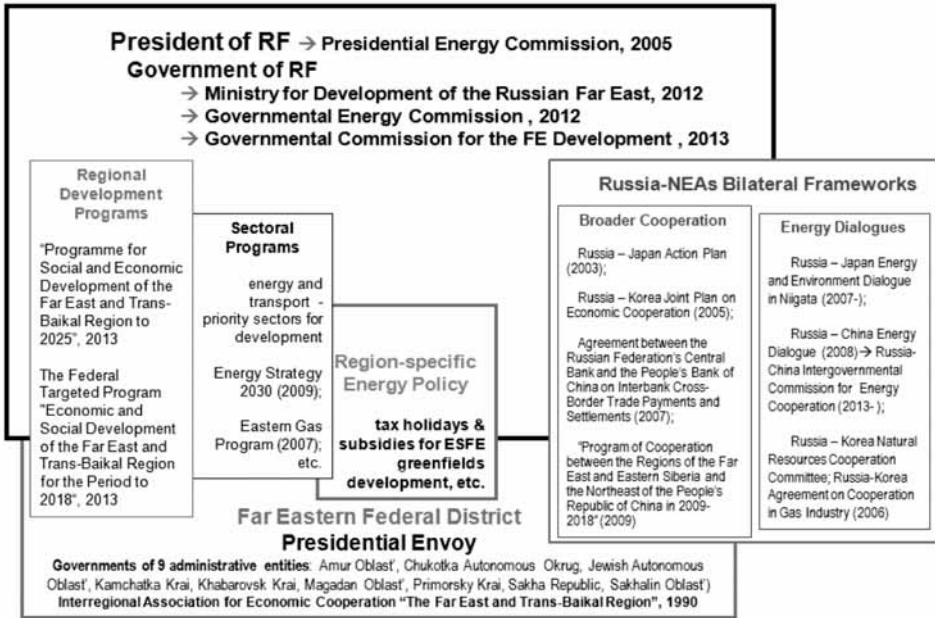 President of RF → Presidential Energy Commission, 2005
Government of RF
→ Ministry for Development of the Russian Far East, 2012
→ Governmental Energy Commission , 2012
→ Governmental Commission for the FE Development , 2013
Regional
Development
Programs
"Programme for
Social and Economic
Development of the
Far East and Trans-
Baikal Region to
2025", 2013
The Federal
Targeted Program
"Economic and
Social Development
of the Far East and
Trans-Baikal Region
for the Period to
2018", 2013
Sectoral
Programs
energy and
transport -
priority sectors for
development
Energy Strategy
2030 (2009);
Eastern Gas
Program (2007);
etc.
Region-specific
Energy Policy
tax holidays &
subsidies for ESFE
greenfields
development, etc.
Russia-NEAs Bilateral Frameworks
Broader Cooperation
Russia – Japan Action Plan
(2003);
Russia – Korea Joint Plan on
Economic Cooperation (2005);
Agreement between the
Russian Federation's Central
Bank and the People's Bank of
China on Interbank Cross-
Border Trade Payments and
Settlements (2007);
"Program of Cooperation
between the Regions of the Far
East and Eastern Siberia and
the Northeast of the People's
Republic of China in 2009-
2018" (2009)
Energy Dialogues
Russia – Japan Energy
and Environment Dialogue
in Niigata (2007-);
Russia – China Energy
Dialogue (2008) → Russia-
China Intergovernmental
Commission for Energy
Cooperation (2013- );
Russia – Korea Natural
Resources Cooperation
Committee; Russia-Korea
Agreement on Cooperation
in Gas Industry (2006)
Far Eastern Federal District
Presidential Envoy
Governments of 9 administrative entities: Amur Oblast', Chukotka Autonomous Okrug, Jewish Autonomous
Oblast', Kamchatka Krai, Khabarovsk Krai, Magadan Oblast', Primorsky Krai, Sakha Republic, Sakhalin Oblast')
Interregional Association for Economic Cooperation "The Far East and Trans-Baikal Region", 1990